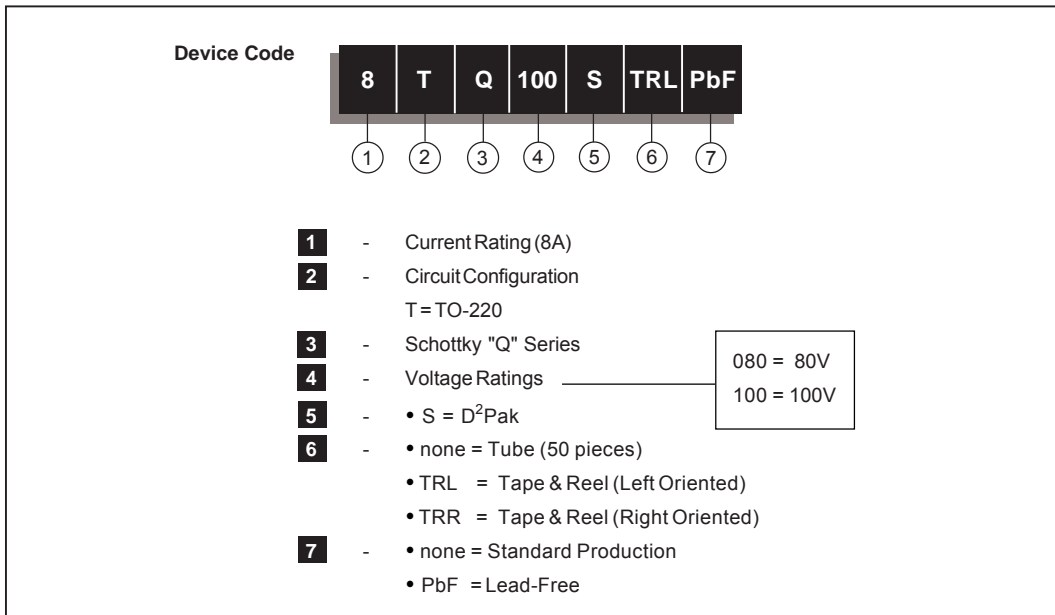 Device Code
8 T Q 100 S TRL PbF
1 2 3 4 5 6 7
1 - Current Rating (8A)
2 - Circuit Configuration
T = TO-220
3 - Schottky "Q" Series
4 - Voltage Ratings
080 = 80V
100 = 100V
5 - • S = D²Pak
6 - • none = Tube (50 pieces)
• TRL = Tape & Reel (Left Oriented)
• TRR = Tape & Reel (Right Oriented)
7 - • none = Standard Production
• PbF = Lead-Free